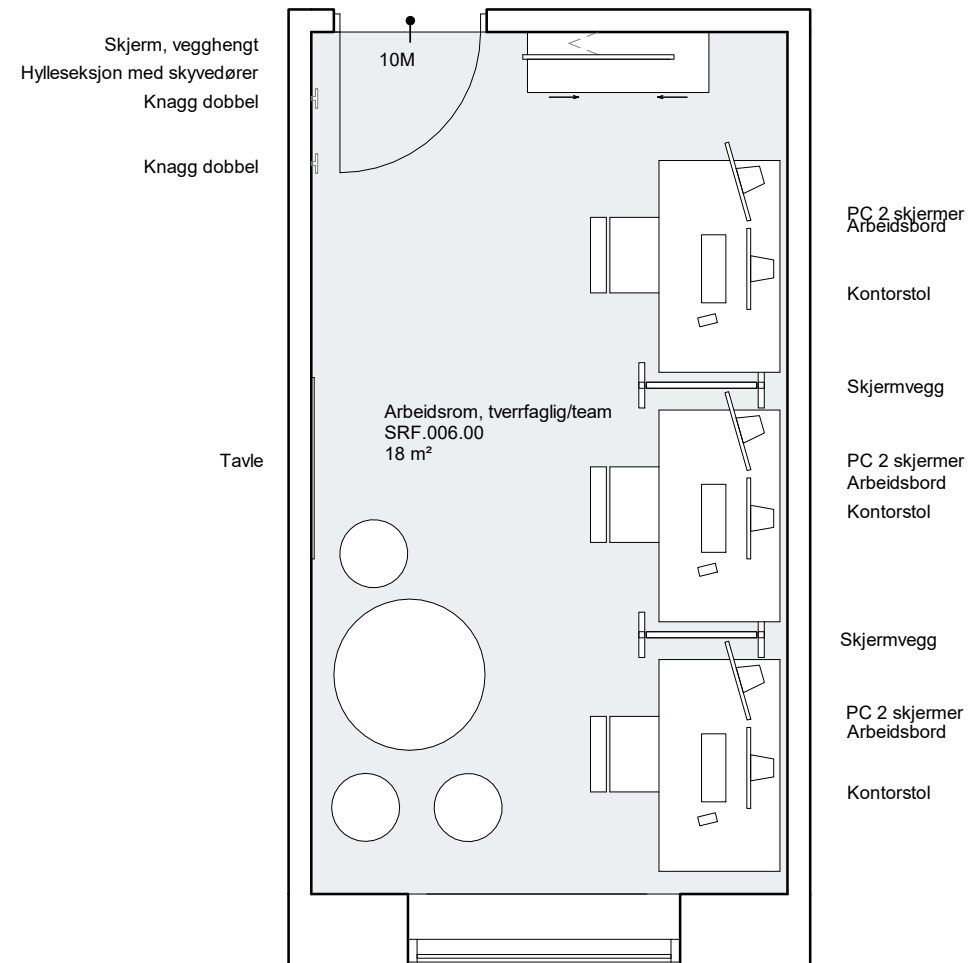 Skjerm, vegghengt
Hylleseksjon med skyvedører
Knagg dobbel
Knagg dobbel
10M
PC 2 skjermer
Arbeidsbord
Kontorstol
Skjermvegg
Arbeidsrom, tverrfaglig/team
SRF.006.00
18 m²
Tavle
PC 2 skjermer
Arbeidsbord
Kontorstol
Skjermvegg
PC 2 skjermer
Arbeidsbord
Kontorstol